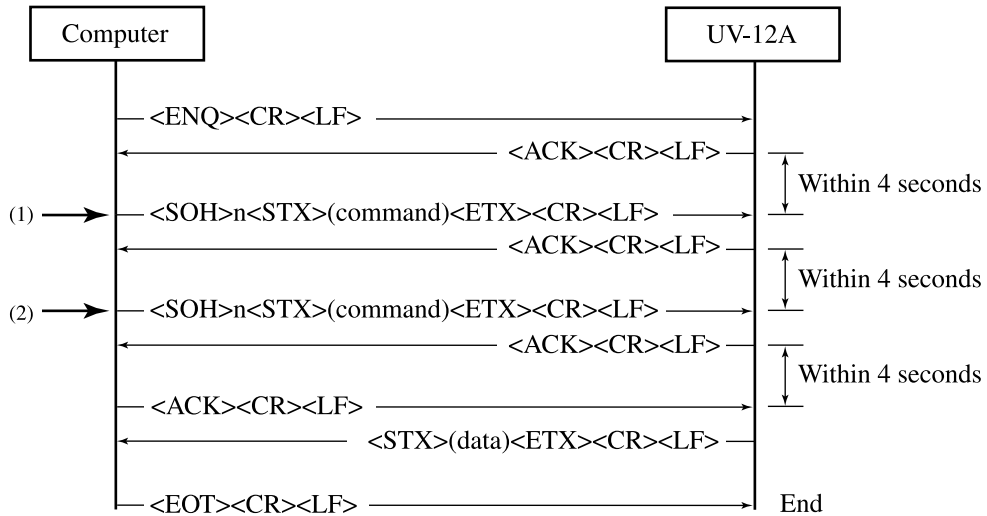 Computer
UV-12A
<ENQ><CR><LF>
<ACK><CR><LF>
Within 4 seconds
(1)
<SOH>n<STX>(command)<ETX><CR><LF>
<ACK><CR><LF>
Within 4 seconds
(2)
<SOH>n<STX>(command)<ETX><CR><LF>
<ACK><CR><LF>
Within 4 seconds
<ACK><CR><LF>
<STX>(data)<ETX><CR><LF>
<EOT><CR><LF>
End